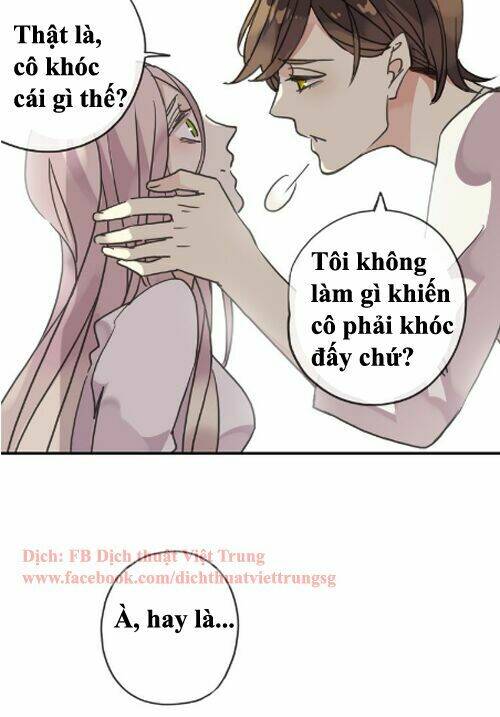 Thật là,
cô khóc
cái gì thế?
Tôi không
làm gì khiến
cô phải khóc
đấy chứ?
Dịch: FB Dịch thuật Việt Trung
www.facebook.com/dichthuatviettrungsg
À, hay là...